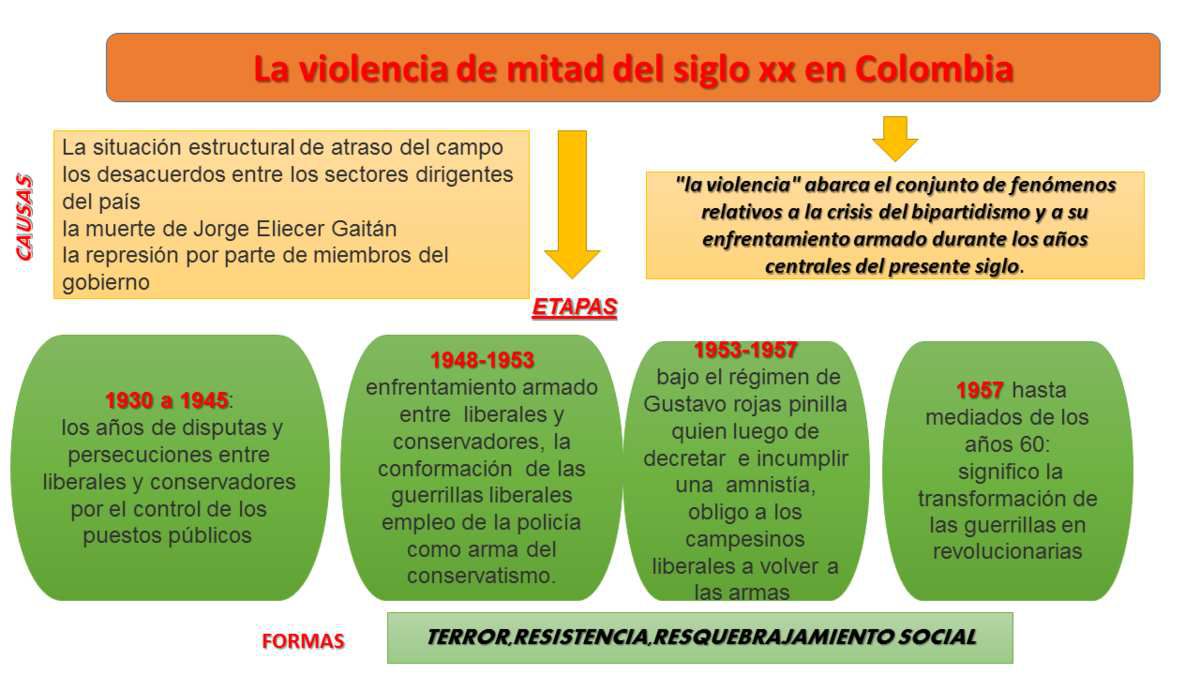 La violencia de mitad del siglo xx en Colombia
CAUSAS
La situación estructural de atraso del campo
los desacuerdos entre los sectores dirigentes
del país
la muerte de Jorge Eliecer Gaitán
la represión por parte de miembros del
gobierno
"la violencia" abarca el conjunto de fenómenos
relativos a la crisis del bipartidismo y a su
enfrentamiento armado durante los años
centrales del presente siglo.
ETAPAS
1930 a 1945:
los años de disputas y
persecuciones entre
liberales y conservadores
por el control de los
puestos públicos
1948-1953
enfrentamiento armado
entre liberales y
conservadores, la
conformación de las
guerrillas liberales
empleo de la policía
como arma del
conservatismo.
1953-1957
bajo el régimen de
Gustavo rojas pinilla
quien luego de
decretar e incumplir
una amnistía,
obligo a los
campesinos
liberales a volver a
las armas
1957 hasta
mediados de los
años 60:
significo la
transformación de
las guerrillas en
revolucionarias
FORMAS
TERROR,RESISTENCIA,RESQUEBRAJAMIENTO SOCIAL